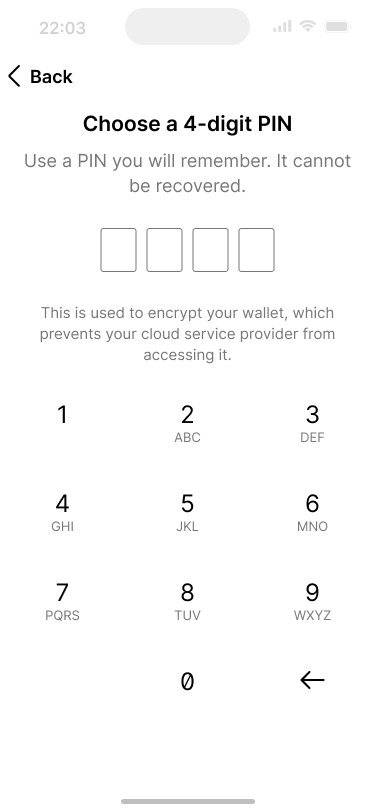 22:03
Back
Choose a 4-digit PIN
Use a PIN you will remember. It cannot
be recovered.
This is used to encrypt your wallet, which
prevents your cloud service provider from
accessing it.
1 2 3
ABC DEF
4 5 6
GHI JKL MNO
7 8 9
PQRS TUV WXYZ
0